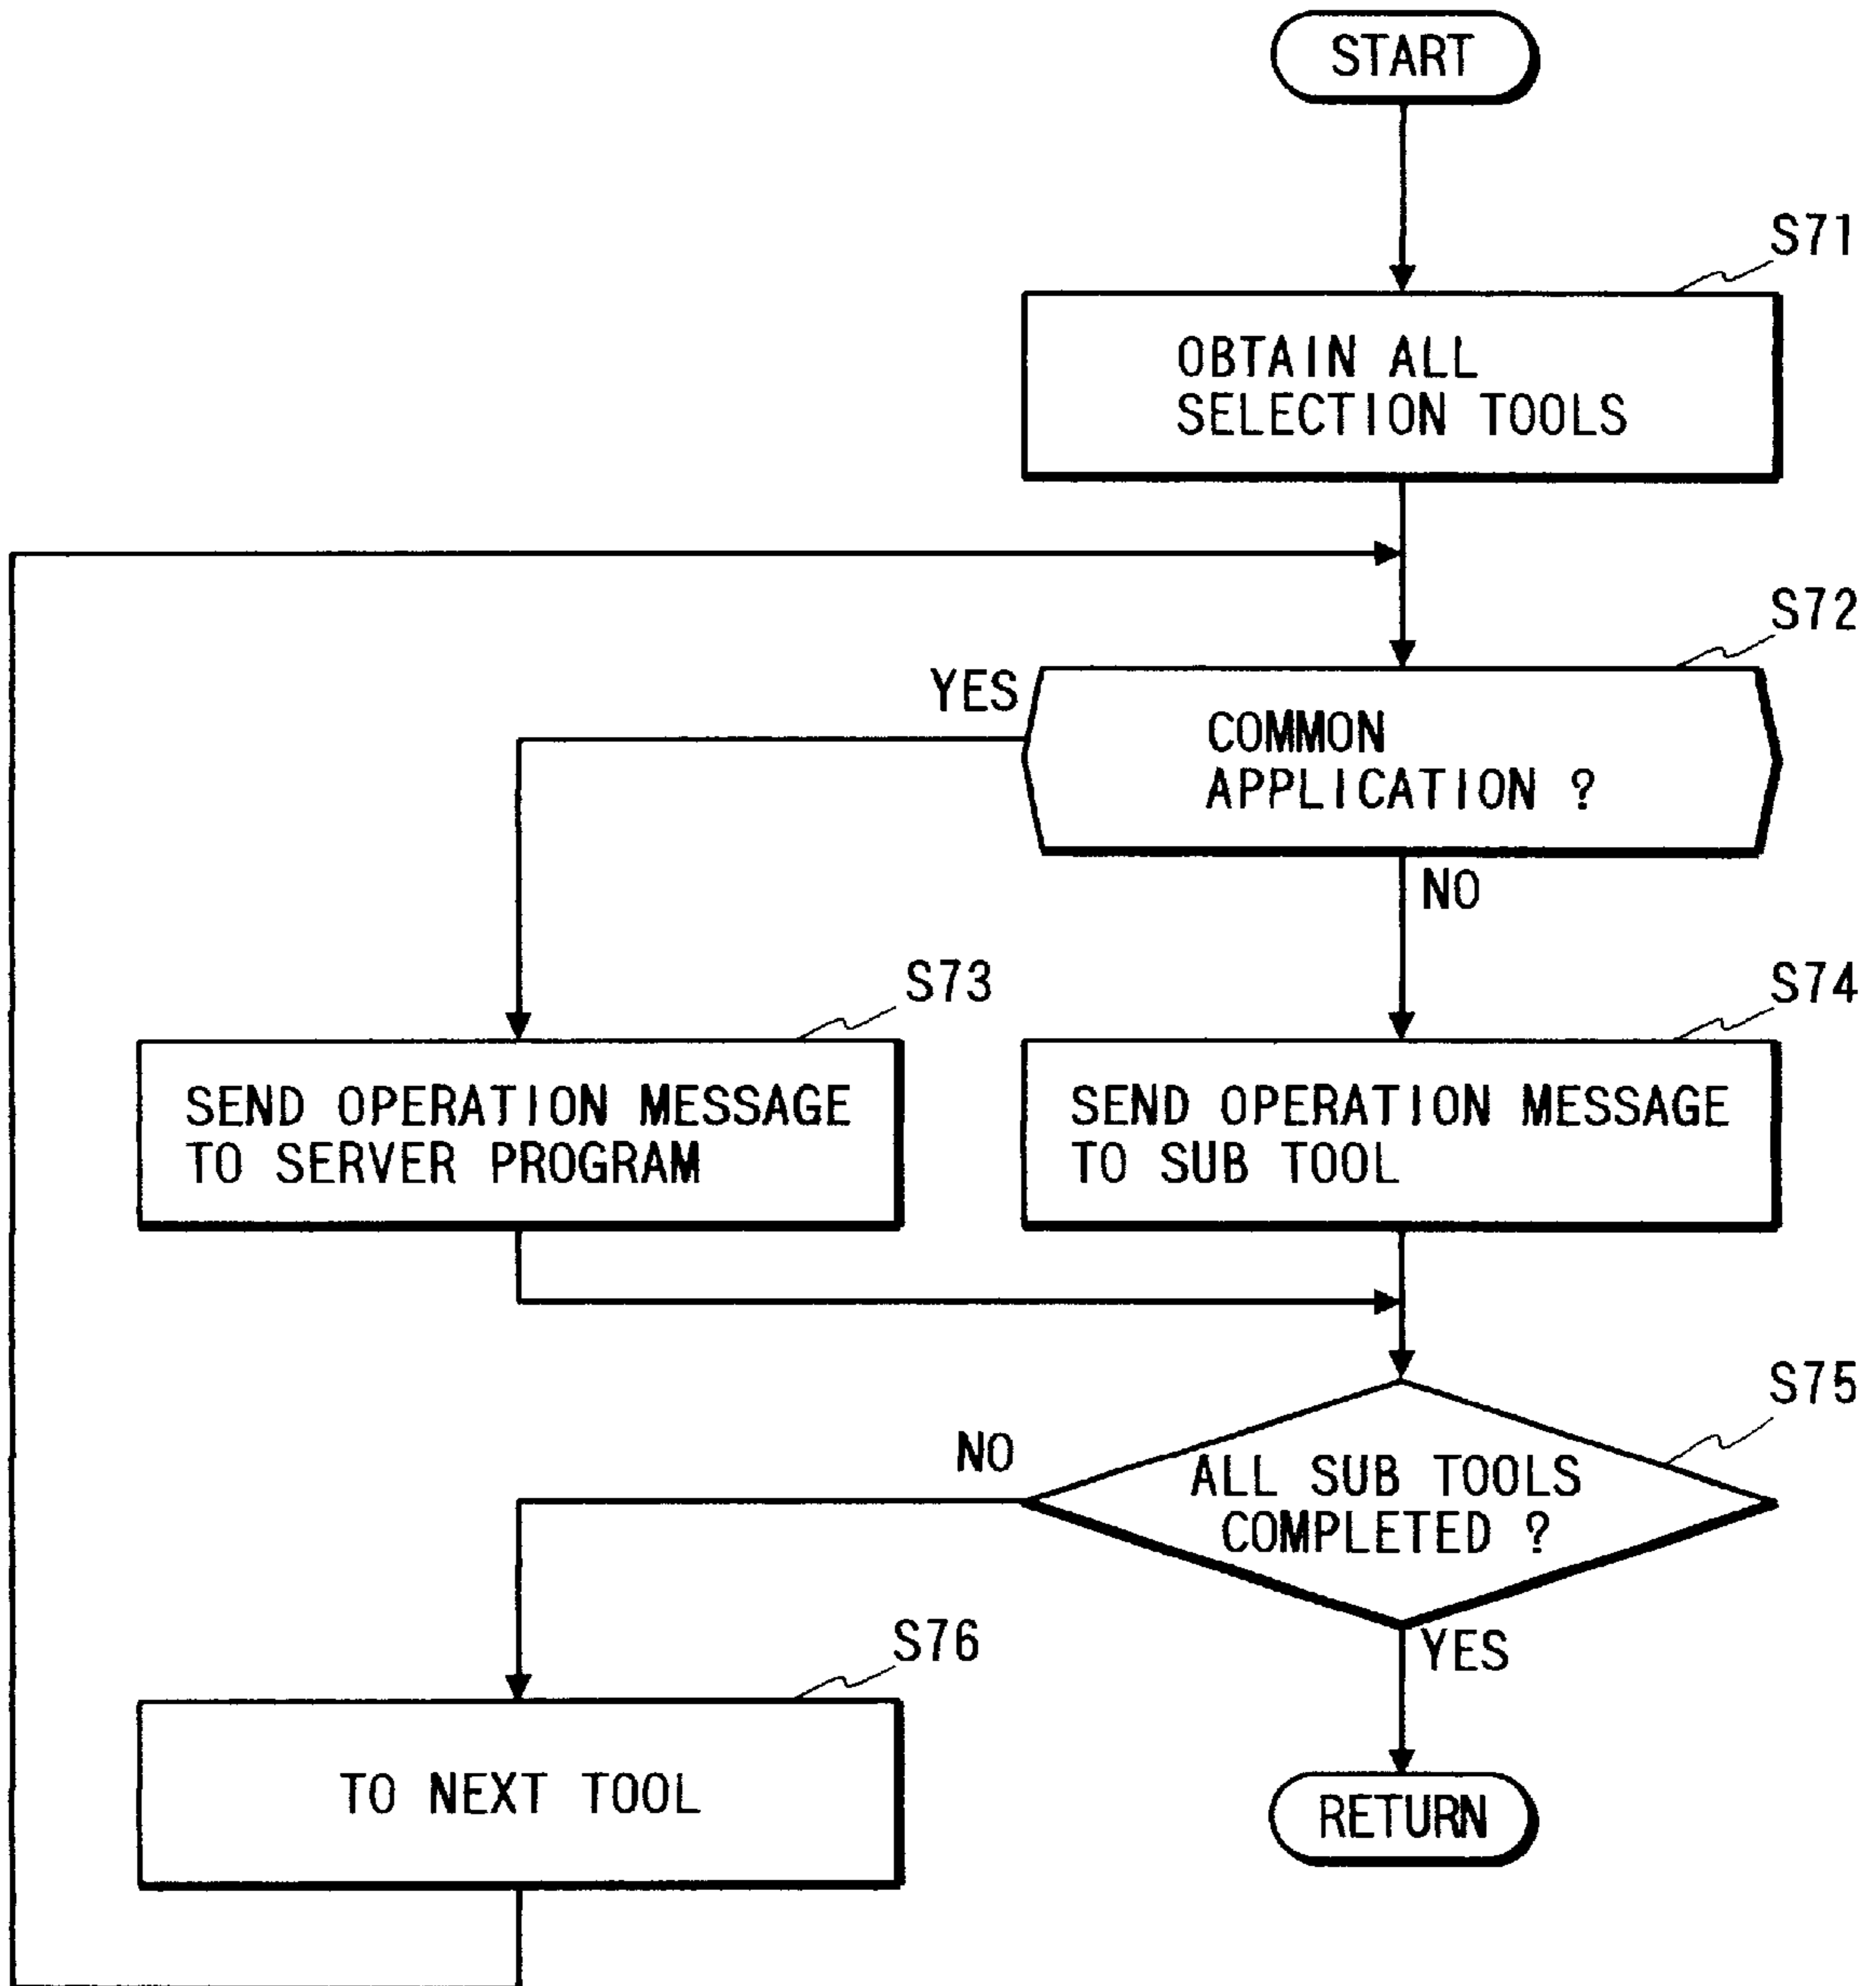 START
S71
OBTAIN ALL
SELECTION TOOLS
S72
YES
COMMON
APPLICATION ?
NO
S73
S74
SEND OPERATION MESSAGE
TO SERVER PROGRAM
SEND OPERATION MESSAGE
TO SUB TOOL
S75
NO
ALL SUB TOOLS
COMPLETED ?
S76
YES
TO NEXT TOOL
RETURN